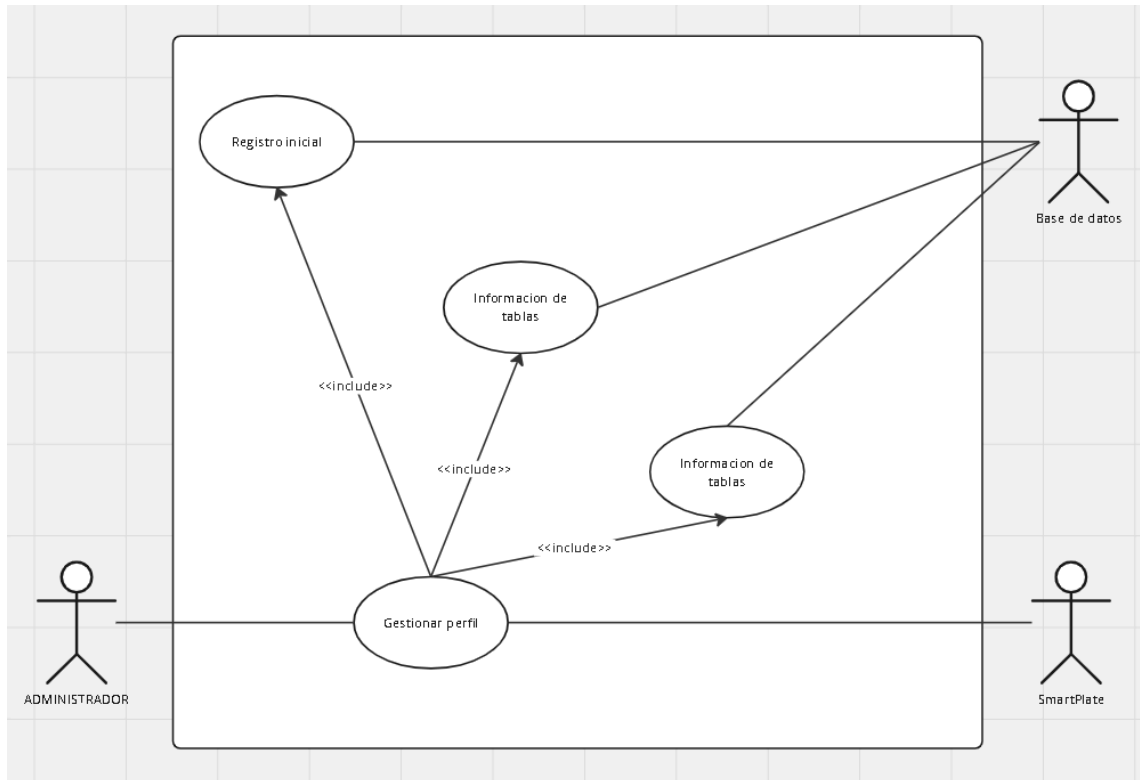 Registro inicial
Base de datos
Informacion de
tablas
<<include>>
<<include>>
Informacion de
tablas
<<include>>
Gestionar perfil
ADMINISTRADOR
SmartPlate